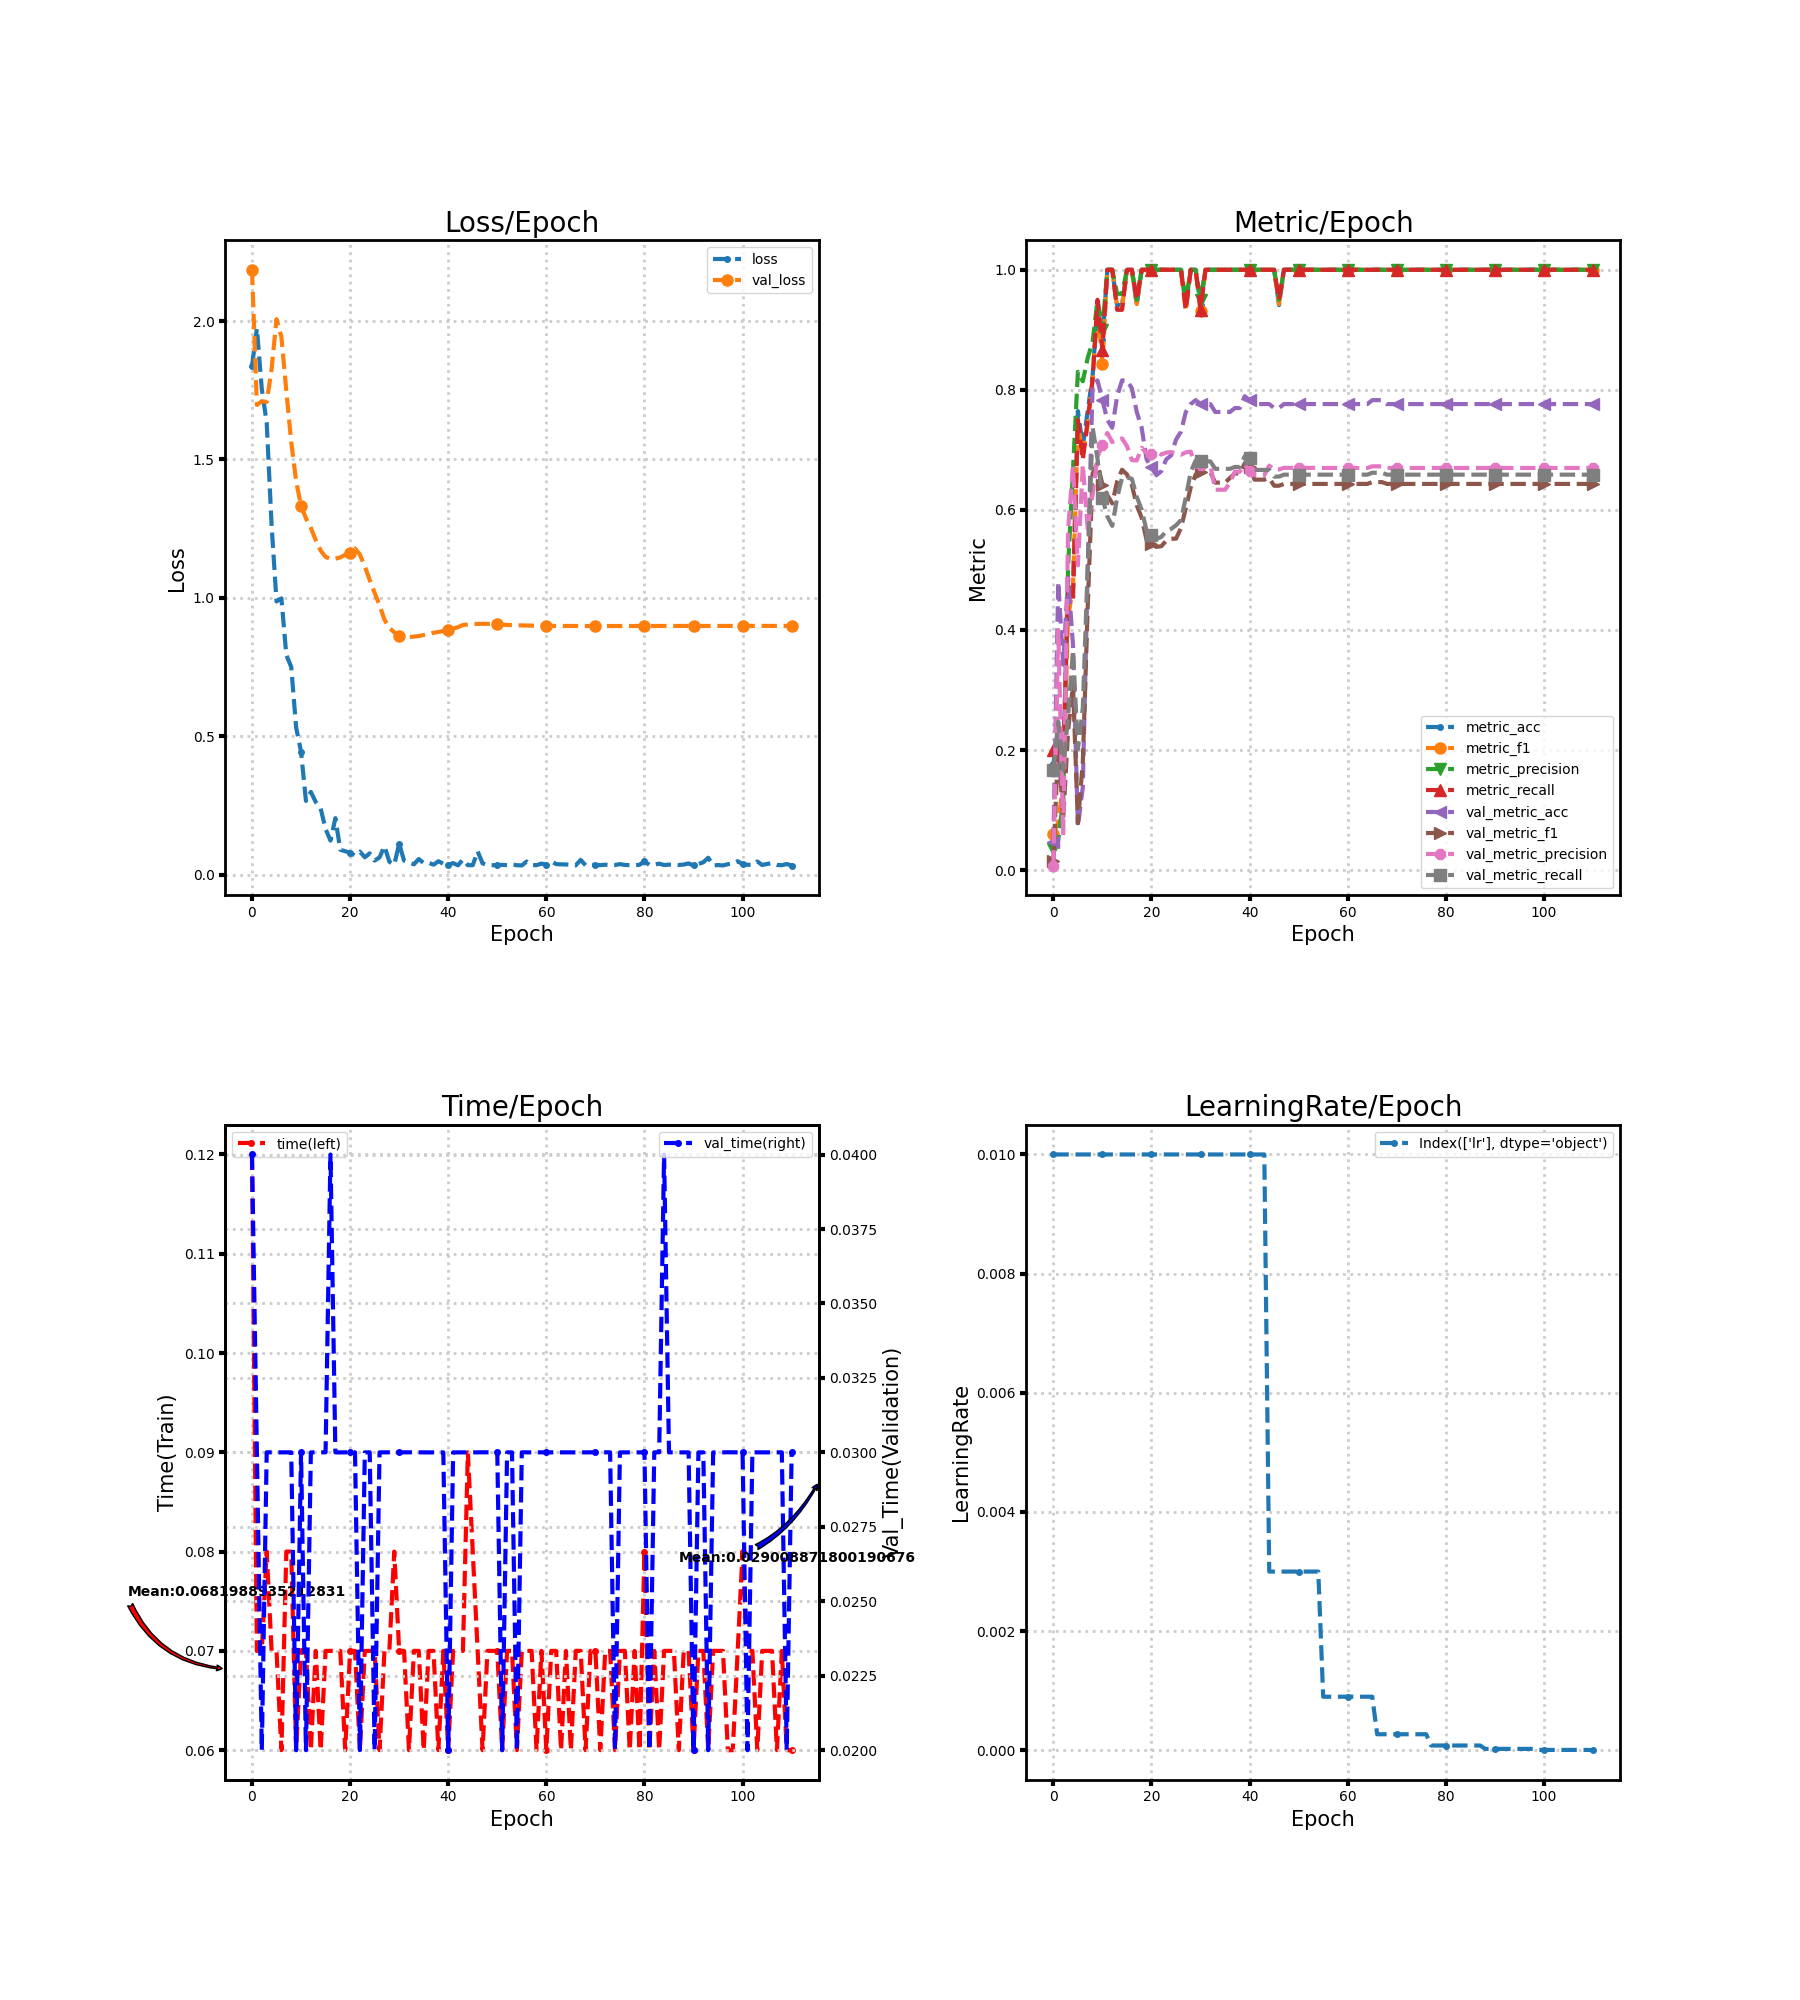 Loss/Epoch
loss
val_loss
2.0
1.5
1.0
0.5
0.0
Loss
0 20 40 60 80 100
Epoch
Metric/Epoch
1.0
0.8
0.6
0.4
0.2
0.0
Metric
metric_acc
metric_f1
metric_precision
metric_recall
val_metric_acc
val_metric_f1
val_metric_precision
val_metric_recall
0 20 40 60 80 100
Epoch
Time/Epoch
time(left)
val_time(right)
0.12
0.11
0.10
0.09
0.08
0.07
0.06
Time(Train)
0.0400
0.0375
0.0350
0.0325
0.0300
0.0275
0.0250
0.0225
0.0200
Val_Time(Validation)
0 20 40 60 80 100
Epoch
LearningRate/Epoch
Index(['lr'], dtype='object')
0.010
0.008
0.006
0.004
0.002
0.000
LearningRate
0 20 40 60 80 100
Epoch